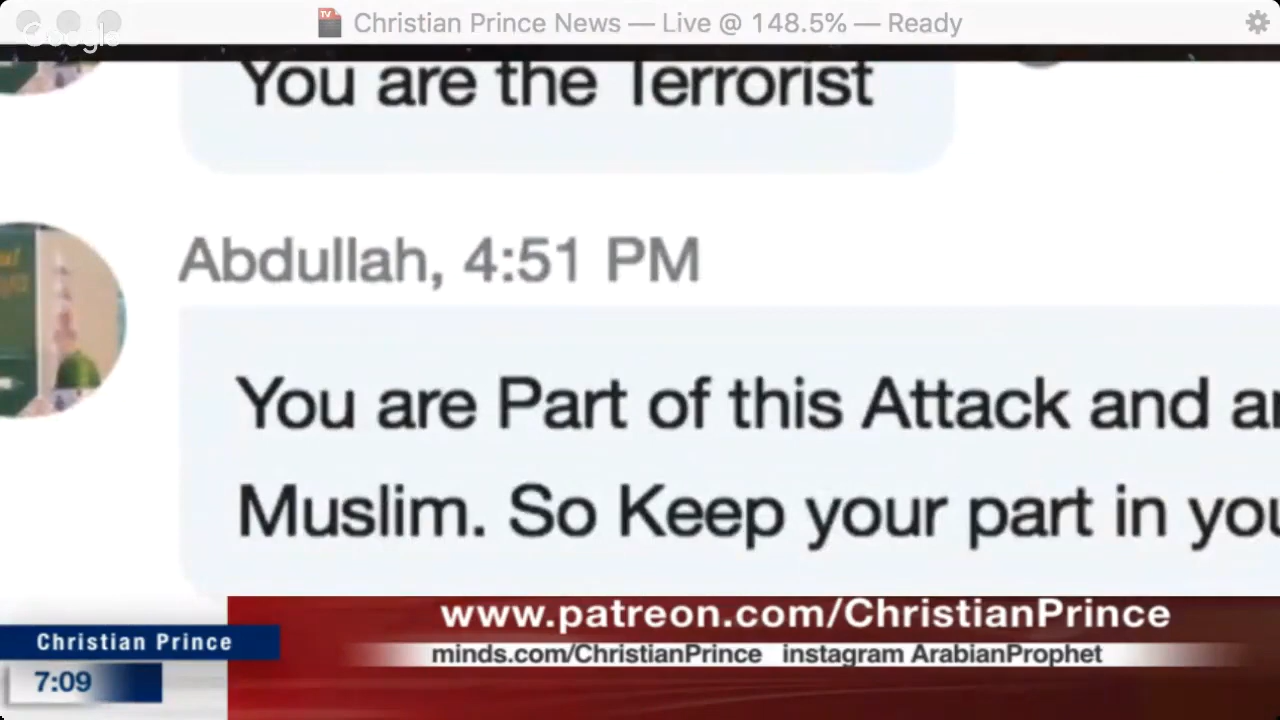 Christian Prince News — Live @ 148.5% — Ready
Google
You are the Terrorist
Abdullah, 4:51 PM
You are Part of this Attack and
Muslim. So Keep your part in
www.patreon.com/ChristianPrince
Christian Prince
minds.com/ChristianPrince instagram ArabianProphet
7:09